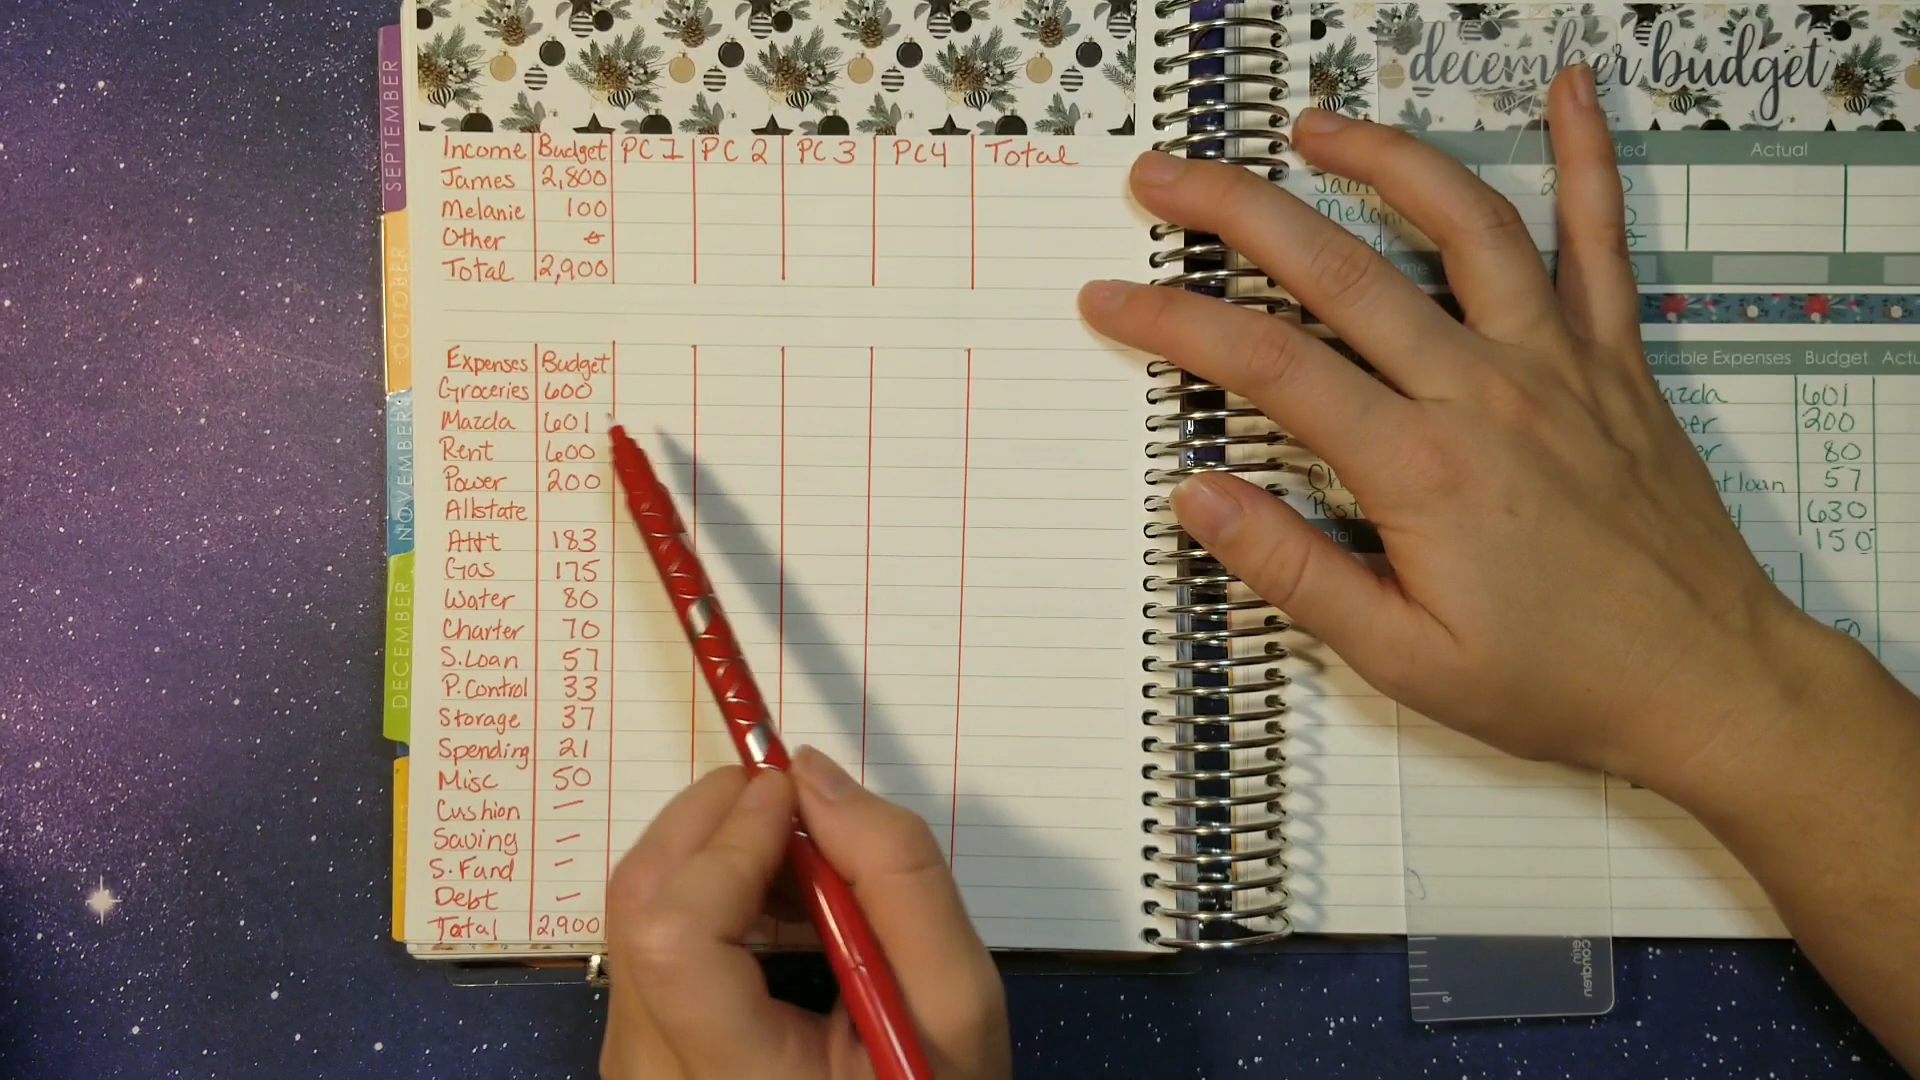 SEPTEMBER
OCTOBER
NOVEMBER
DECEMBER
Income Budget PC 1 PC 2 PC 3 PC4 Total
James 2,800
Melanie 100
Other
Total 2,900
Expenses Budget
Groceries 600
Mazda 601
Rent 600
Power 200
Allstate
At+t 183
Gas 175
Water 80
Charter 70
S.Loan 57
P.Control 33
Storage 37
Spending 21
Misc 50
Cushion —
Saving —
S. Fund —
Debt —
Total 2,900
december budget
Actual
Variable Expenses Budget
601
200
80
57
630
150
50